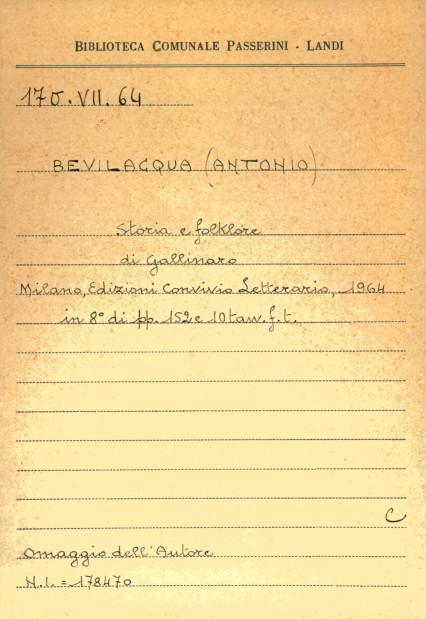 BIBLIOTECA COMUNALE PASSERINI - LANDI
170.VII.64
BEVILACQUA (ANTONIO)
Storia e folklore
di Gallinaro
Milano, Edizioni Convivio Letterario, 1964
in 8° di pp. 152 e 10 tavv. f. t.
C
Omaggio dell'Autore
N.I. = 178470